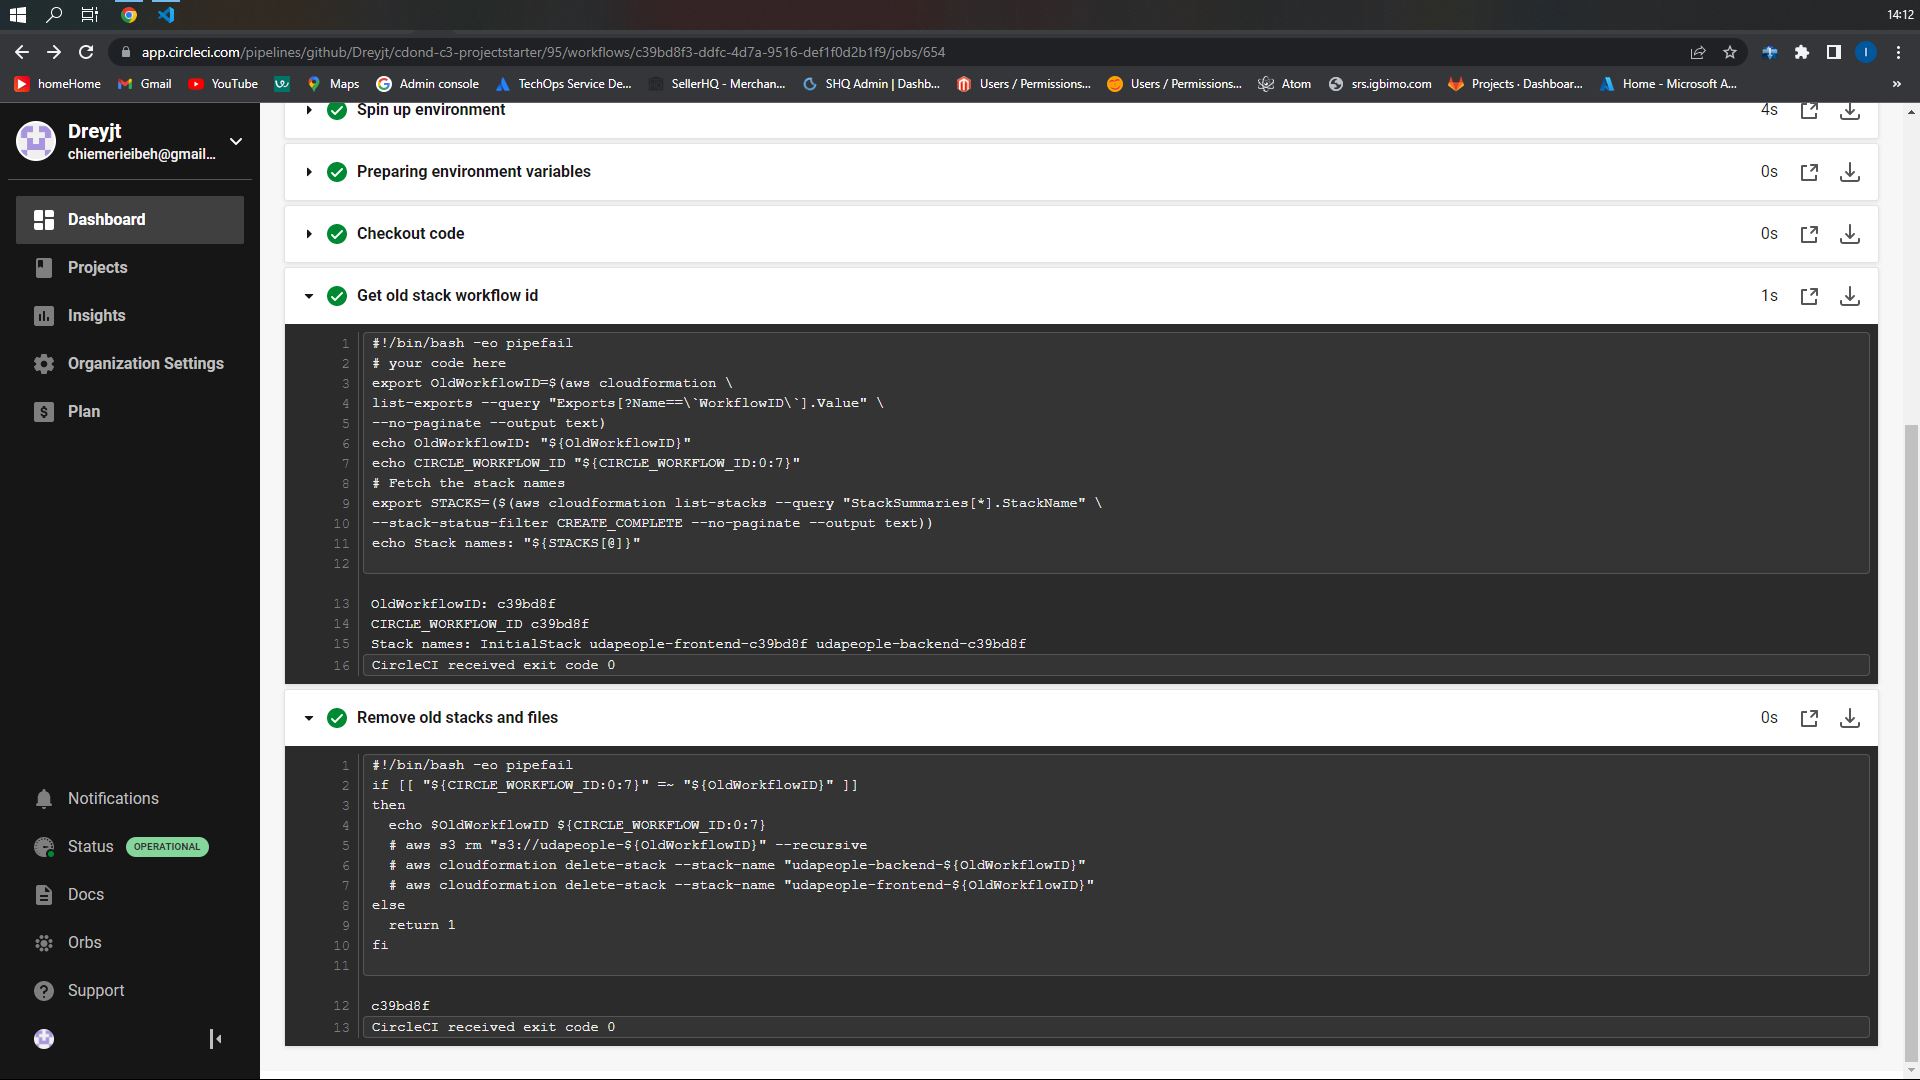 14:12
app.circleci.com/pipelines/github/Dreyjt/cdond-c3-projectstarter/95/workflows/c39bd8f3-ddfc-4d7a-9516-def1f0d2b1f9/jobs/654
I
homeHome Gmail YouTube Maps Admin console TechOps Service De... SellerHQ - Merchan... SHQ Admin | Dashb... Users / Permissions... Users / Permissions... Atom srs.igbimo.com Projects · Dashboar... Home - Microsoft A... »
Dreyjt
chiemerieibeh@gmail...
Dashboard
Projects
Insights
Organization Settings
Plan
Notifications
Status OPERATIONAL
Docs
Orbs
Support
Spin up environment 4s
Preparing environment variables 0s
Checkout code 0s
Get old stack workflow id 1s
1 #!/bin/bash -eo pipefail
2 # your code here
3 export OldWorkflowID=$(aws cloudformation \
4 list-exports --query "Exports[?Name==\`WorkflowID\`].Value" \
5 --no-paginate --output text)
6 echo OldWorkflowID: "${OldWorkflowID}"
7 echo CIRCLE_WORKFLOW_ID "${CIRCLE_WORKFLOW_ID:0:7}"
8 # Fetch the stack names
9 export STACKS=($(aws cloudformation list-stacks --query "StackSummaries[*].StackName" \
10 --stack-status-filter CREATE_COMPLETE --no-paginate --output text))
11 echo Stack names: "${STACKS[@]}"
12
13 OldWorkflowID: c39bd8f
14 CIRCLE_WORKFLOW_ID c39bd8f
15 Stack names: InitialStack udapeople-frontend-c39bd8f udapeople-backend-c39bd8f
16 CircleCI received exit code 0
Remove old stacks and files 0s
1 #!/bin/bash -eo pipefail
2 if [[ "${CIRCLE_WORKFLOW_ID:0:7}" =~ "${OldWorkflowID}" ]]
3 then
4 echo $OldWorkflowID ${CIRCLE_WORKFLOW_ID:0:7}
5 # aws s3 rm "s3://udapeople-${OldWorkflowID}" --recursive
6 # aws cloudformation delete-stack --stack-name "udapeople-backend-${OldWorkflowID}"
7 # aws cloudformation delete-stack --stack-name "udapeople-frontend-${OldWorkflowID}"
8 else
9 return 1
10 fi
11
12 c39bd8f
13 CircleCI received exit code 0